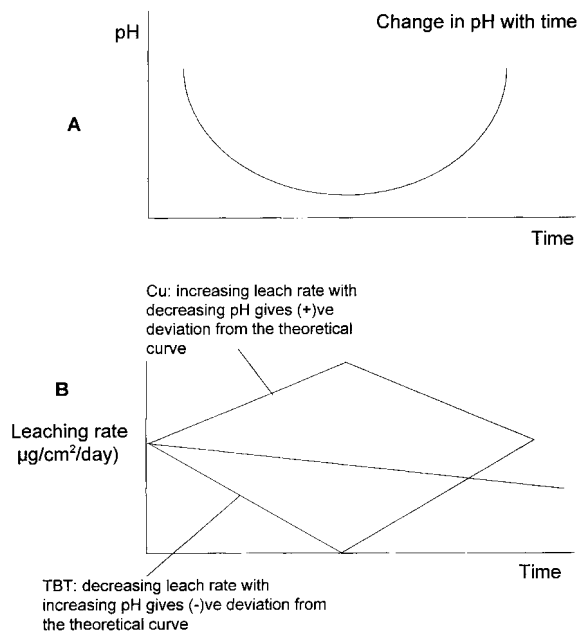 pH
Change in pH with time
A
Time
Cu: increasing leach rate with
decreasing pH gives (+)ve
deviation from the theoretical
curve
B
Leaching rate
µg/cm²/day)
Time
TBT: decreasing leach rate with
increasing pH gives (-)ve deviation from
the theoretical curve